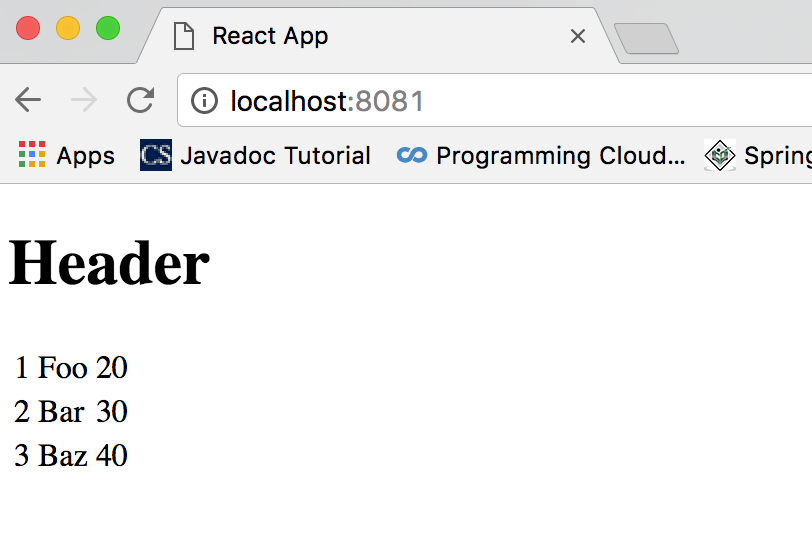 React App
localhost:8081
Apps CS Javadoc Tutorial Programming Cloud... Spring
Header
1 Foo 20
2 Bar 30
3 Baz 40